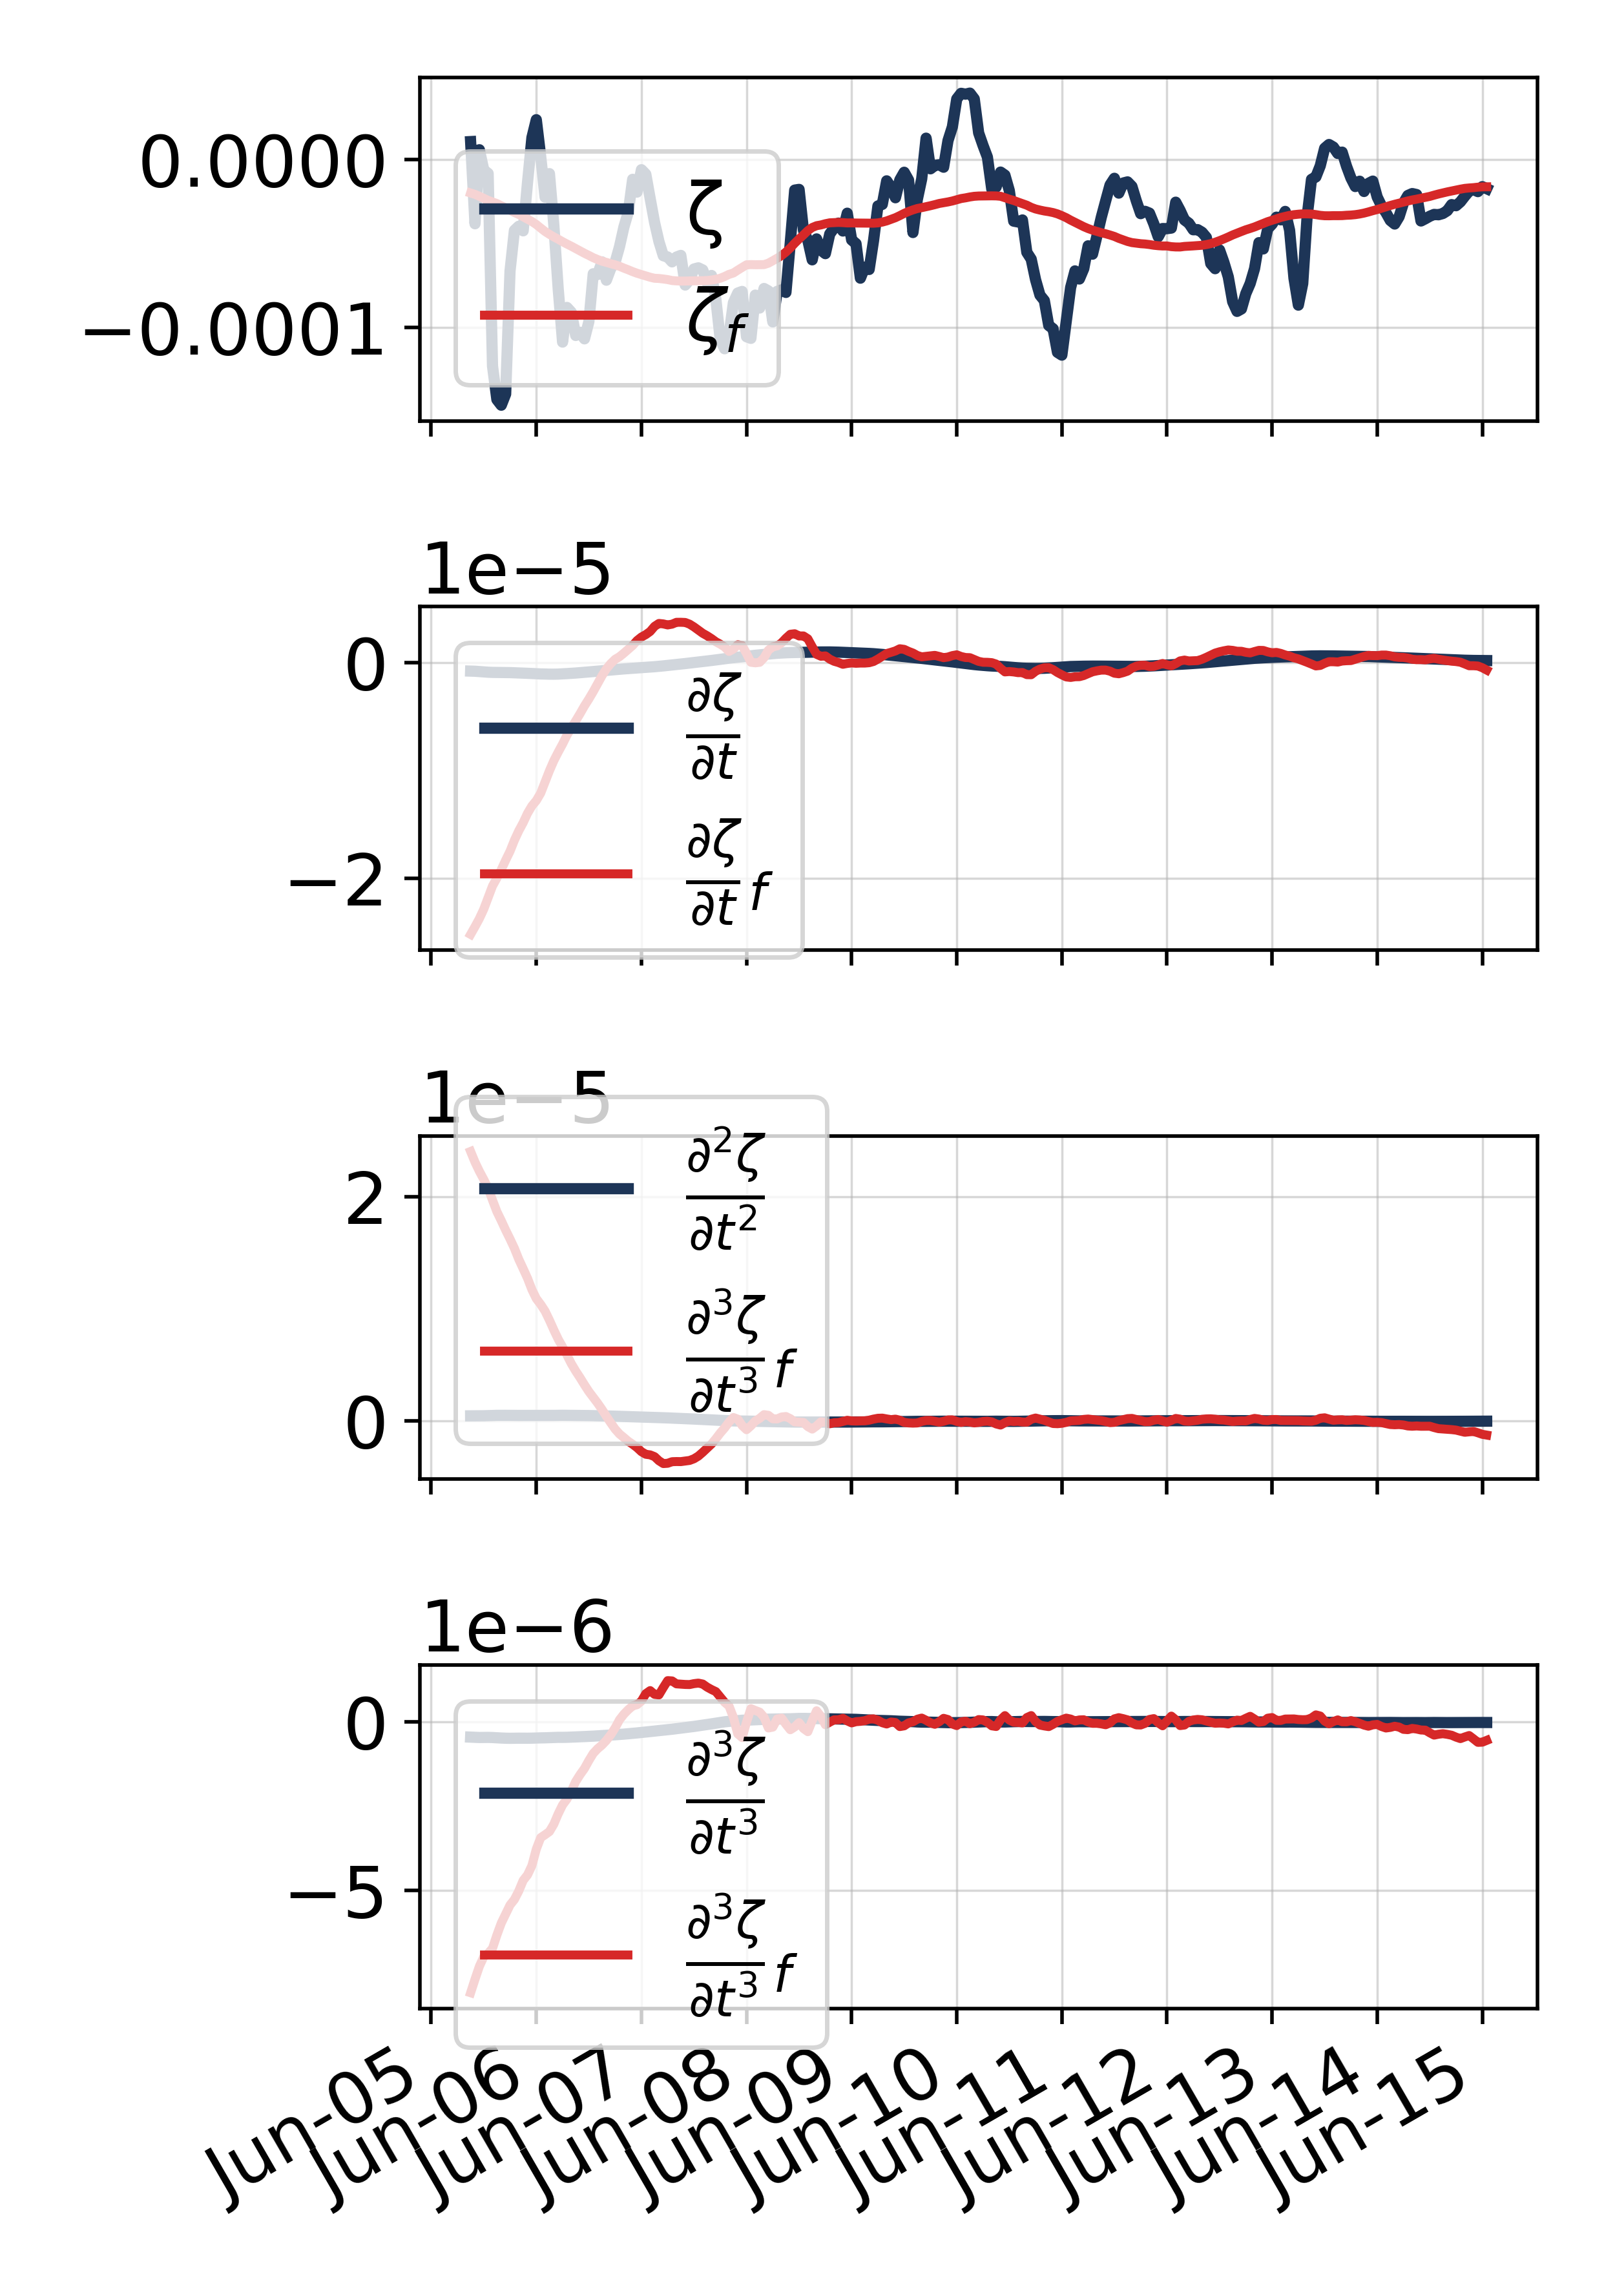 0.0000
−0.0001
ζ
ζ_f
1e−5
0
−2
∂ζ/∂t
∂ζ/∂t f
1e−5
2
0
∂²ζ/∂t²
∂³ζ/∂t³ f
1e−6
0
−5
∂³ζ/∂t³
∂³ζ/∂t³ f
Jun-05
Jun-06
Jun-07
Jun-08
Jun-09
Jun-10
Jun-11
Jun-12
Jun-13
Jun-14
Jun-15